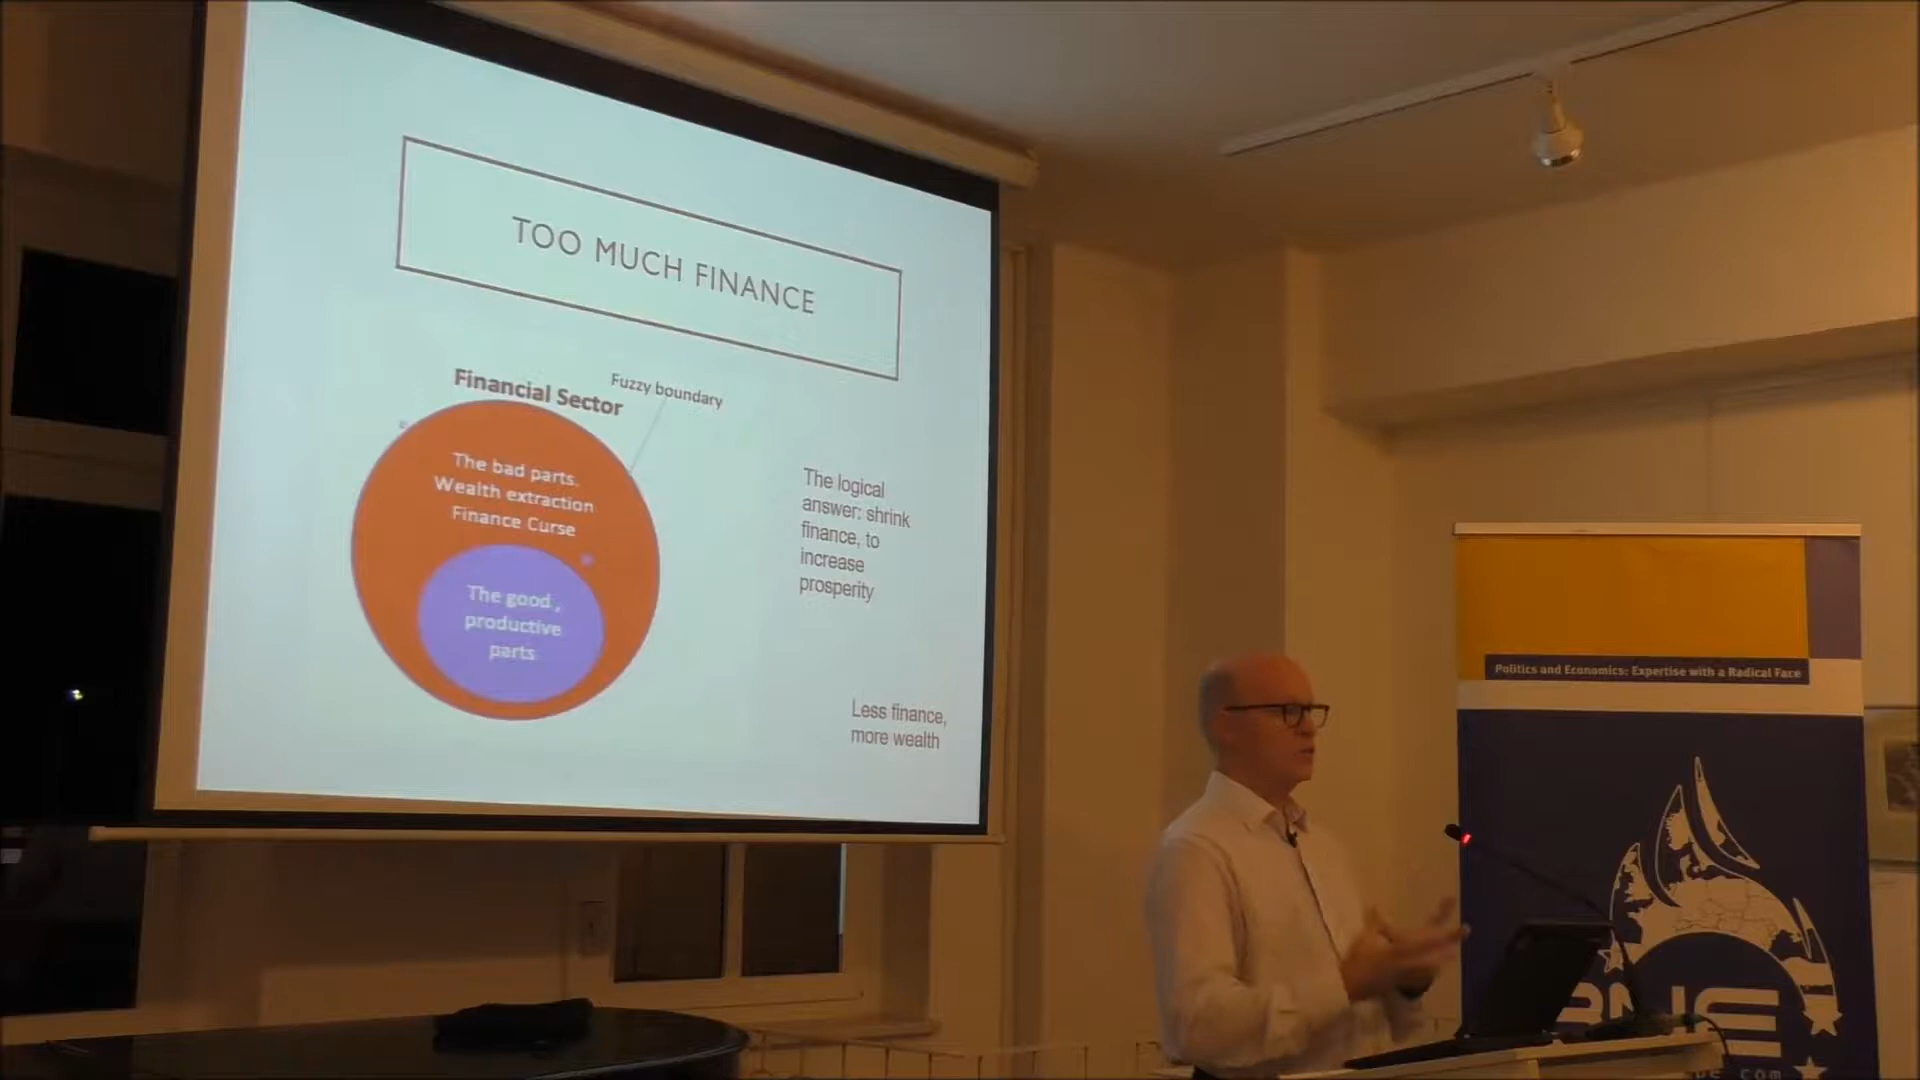 TOO MUCH FINANCE
Financial Sector
Fuzzy boundary
The bad parts.
Wealth extraction
Finance Curse
The good ,
productive
parts
The logical
answer: shrink
finance, to
increase
prosperity
Less finance,
more wealth
Politics and Economics: Expertise with a Radical Face